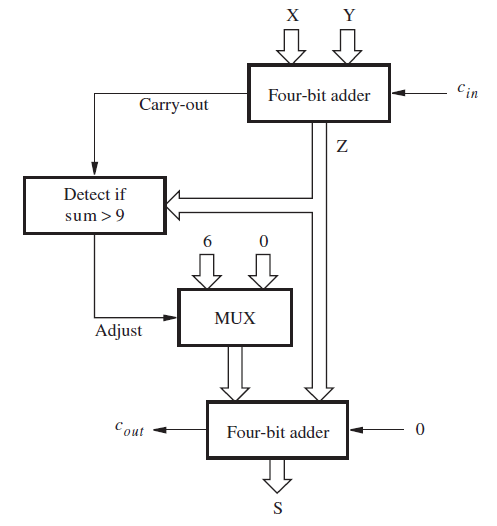 X Y
Four-bit adder
c_in
Carry-out
Z
Detect if
sum > 9
6 0
MUX
Adjust
c_out
Four-bit adder
0
S